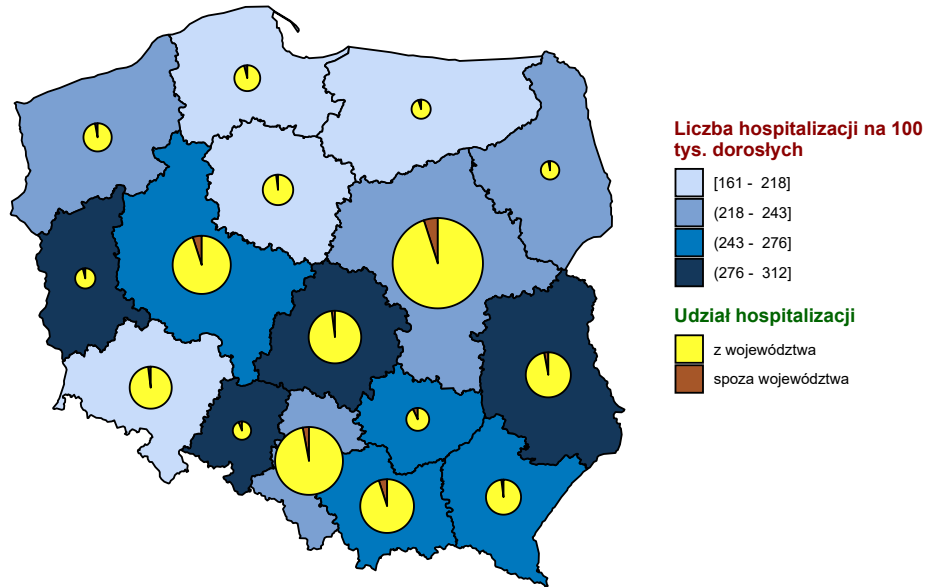 Liczba hospitalizacji na 100
tys. dorosłych
[161 - 218]
(218 - 243]
(243 - 276]
(276 - 312]
Udział hospitalizacji
z województwa
spoza województwa